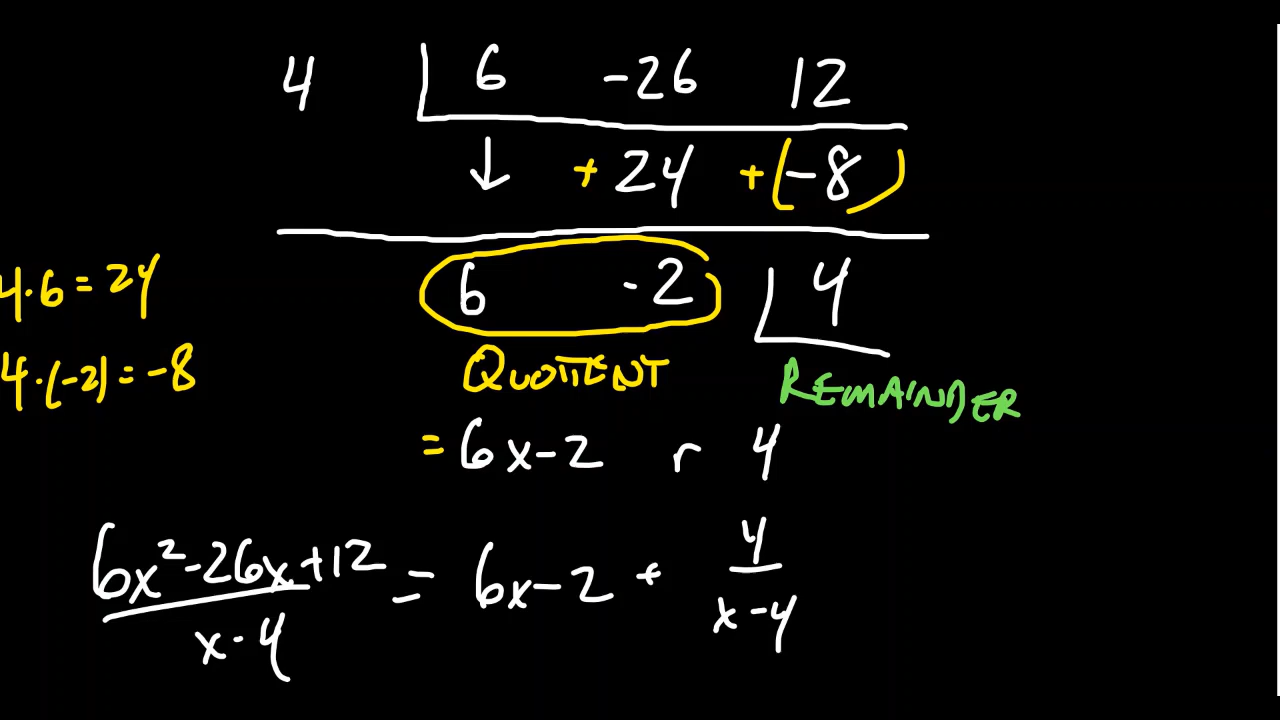 4 6 -26 12
↓ + 24 + (-8)
6 -2 4
4·6 = 24
4·(-2) = -8
QUOTIENT
REMAINDER
= 6x-2 r 4
6x²-26x+12 / x-4 = 6x-2 + 4 / x-4